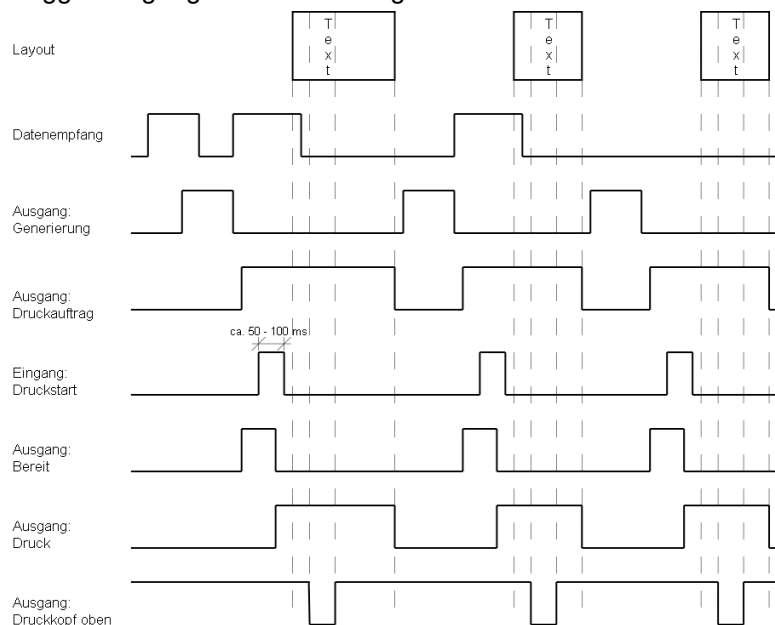 Layout
T
e
x
t
T
e
x
t
T
e
x
t
Datenempfang
Ausgang:
Generierung
Ausgang:
Druckauftrag
ca. 50 - 100 ms
Eingang:
Druckstart
Ausgang:
Bereit
Ausgang:
Druck
Ausgang:
Druckkopf oben